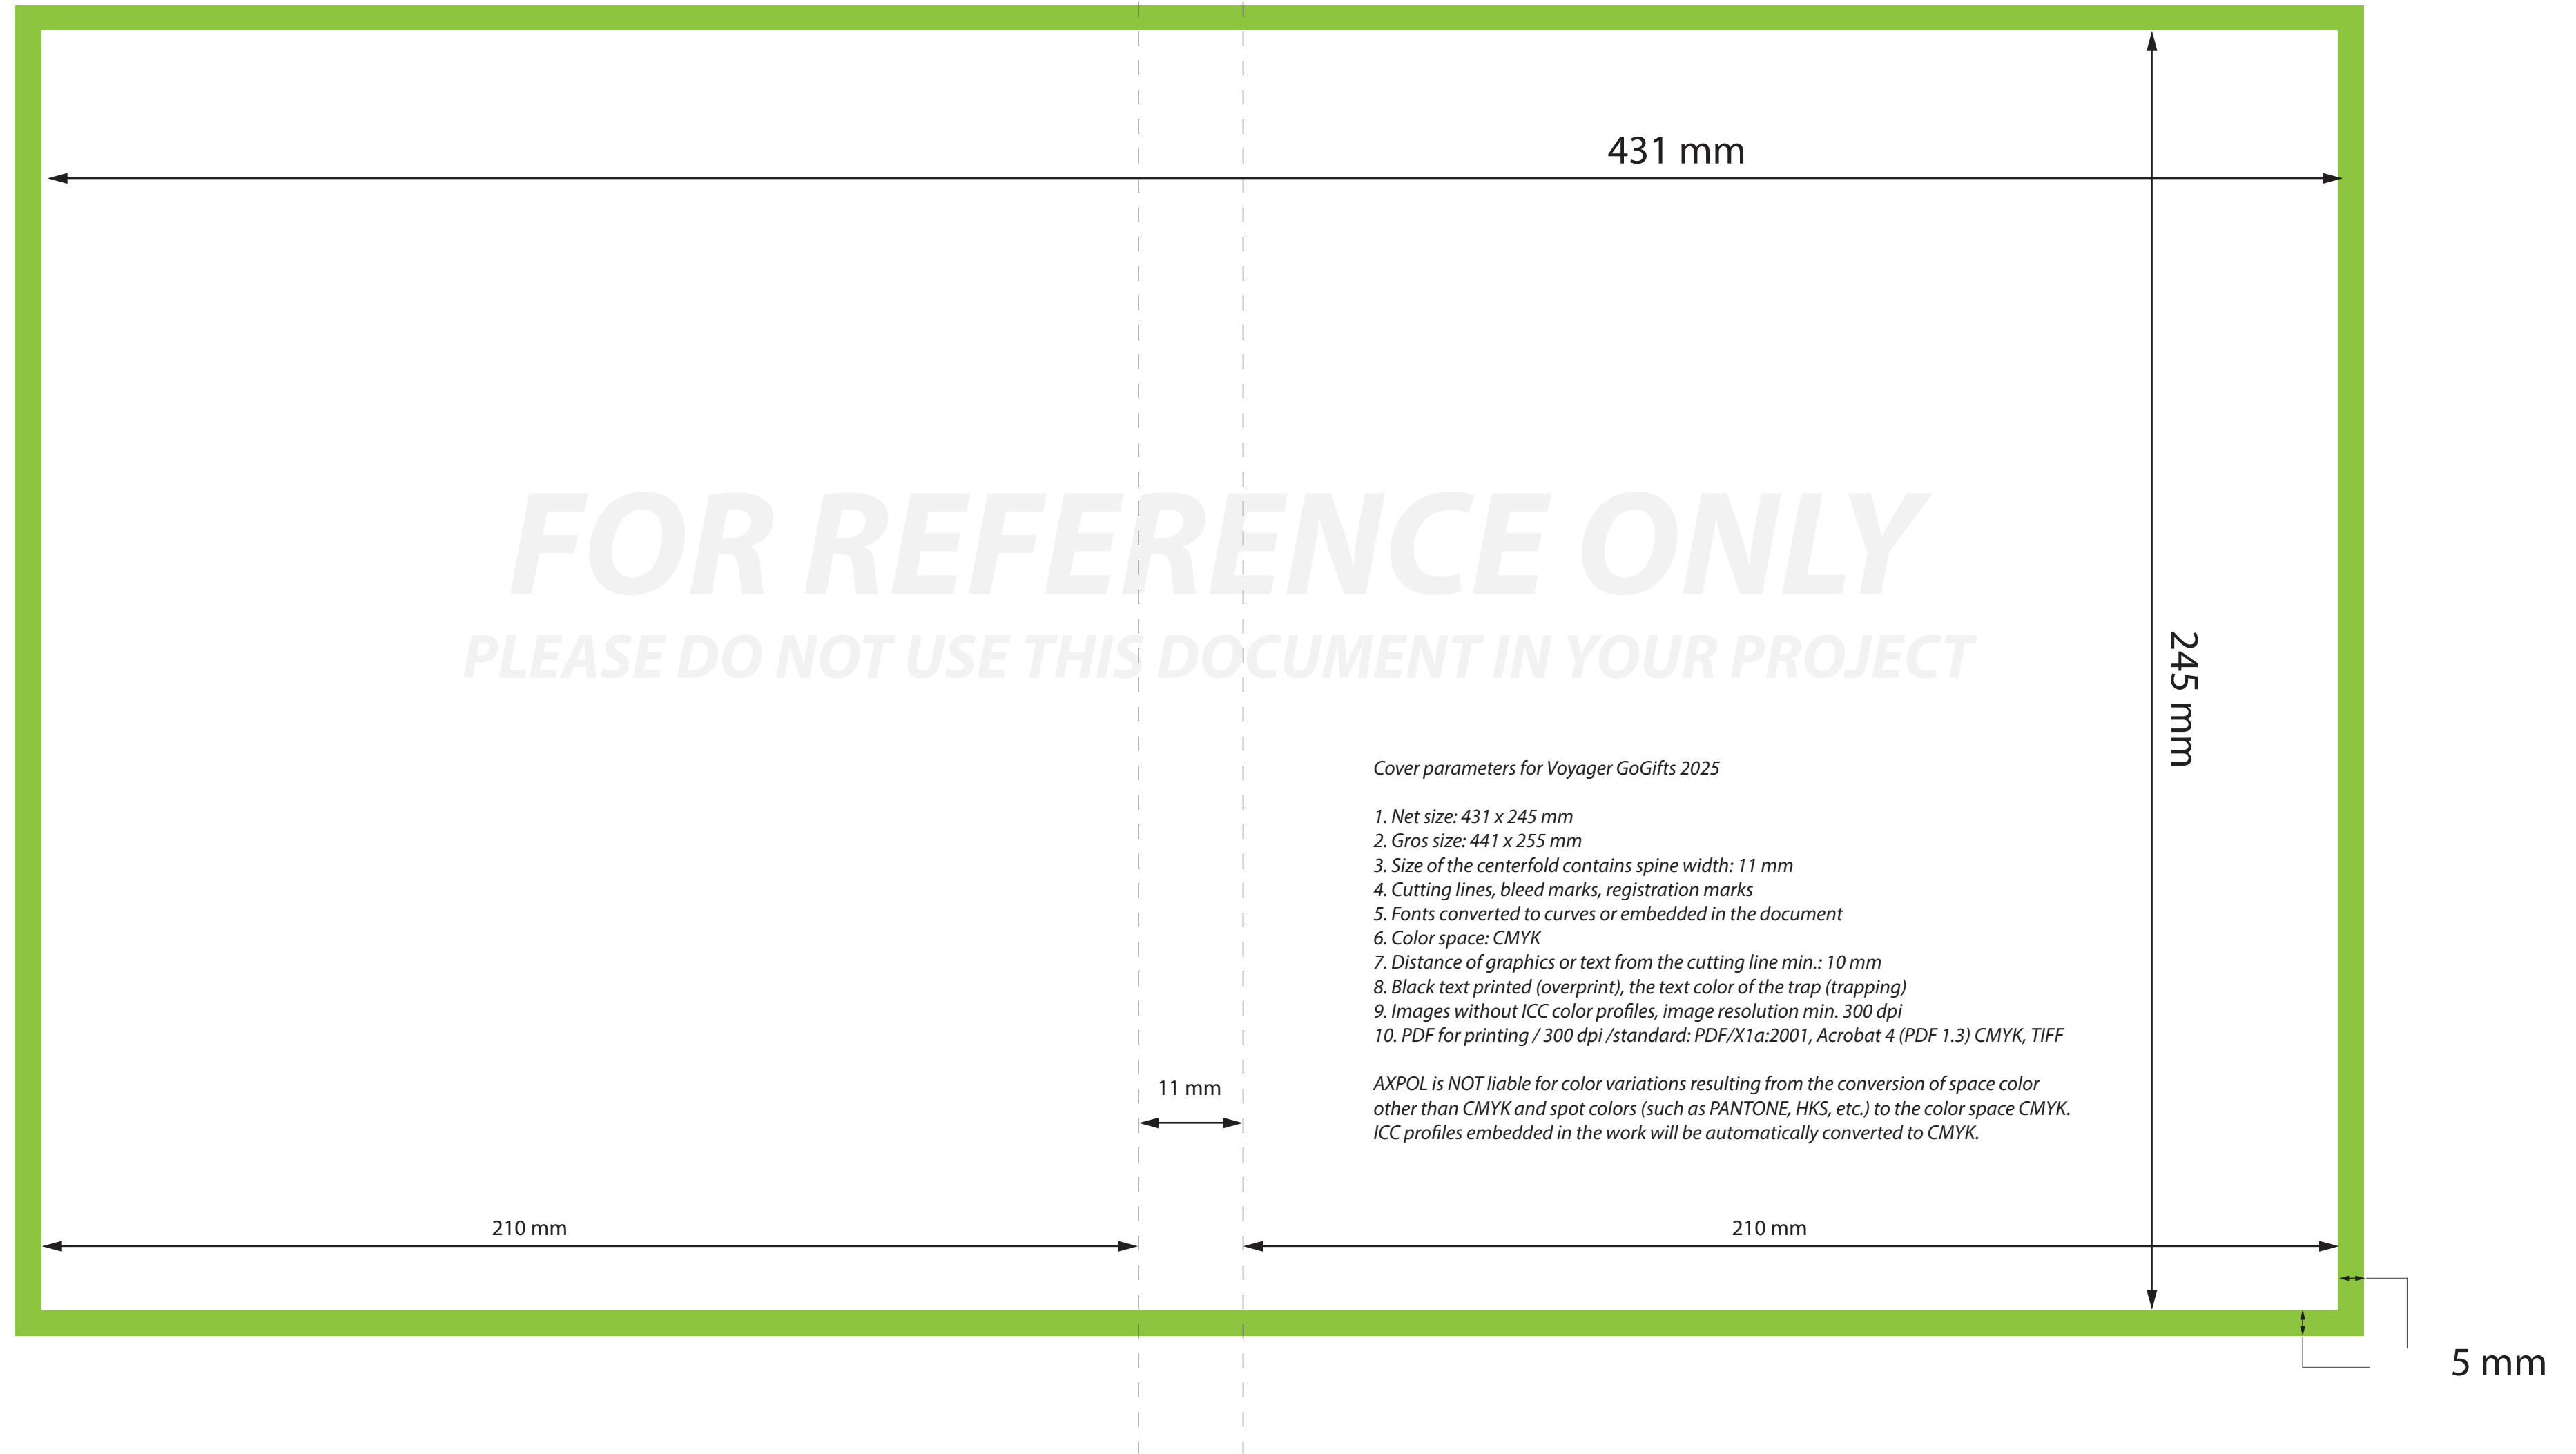 431 mm
FOR REFERENCE ONLY
PLEASE DO NOT USE THIS DOCUMENT IN YOUR PROJECT
245 mm
Cover parameters for Voyager GoGifts 2025
1. Net size: 431 x 245 mm
2. Gros size: 441 x 255 mm
3. Size of the centerfold contains spine width: 11 mm
4. Cutting lines, bleed marks, registration marks
5. Fonts converted to curves or embedded in the document
6. Color space: CMYK
7. Distance of graphics or text from the cutting line min.: 10 mm
8. Black text printed (overprint), the text color of the trap (trapping)
9. Images without ICC color profiles, image resolution min. 300 dpi
10. PDF for printing / 300 dpi /standard: PDF/X1a:2001, Acrobat 4 (PDF 1.3) CMYK, TIFF
AXPOL is NOT liable for color variations resulting from the conversion of space color
other than CMYK and spot colors (such as PANTONE, HKS, etc.) to the color space CMYK.
ICC profiles embedded in the work will be automatically converted to CMYK.
11 mm
210 mm
210 mm
5 mm